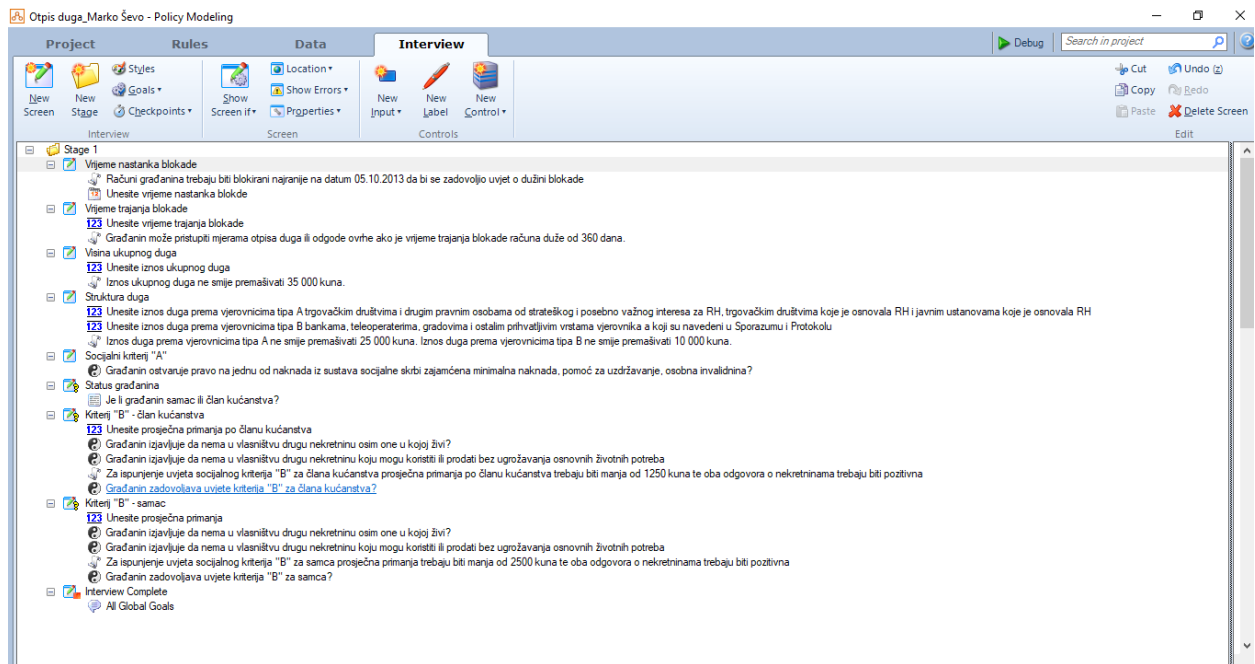 Otpis duga_Marko Ševo - Policy Modeling
Project Rules Data Interview Debug Search in project
New Screen
New Stage
Styles
Goals
Checkpoints
Interview
Show Screen if
Location
Show Errors
Properties
Screen
New Input
New Label
New Control
Controls
Cut
Copy
Paste
Undo (z)
Redo
Delete Screen
Edit
Stage 1
Vrijeme nastanka blokade
Računi građanina trebaju biti blokirani najranije na datum 05.10.2013 da bi se zadovoljio uvjet o dužini blokade
Unesite vrijeme nastanka blokde
Vrijeme trajanja blokade
123 Unesite vrijeme trajanja blokade
Građanin može pristupiti mjerama otpisa duga ili odgode ovrhe ako je vrijeme trajanja blokade računa duže od 360 dana.
Visina ukupnog duga
123 Unesite iznos ukupnog duga
Iznos ukupnog duga ne smije premašivati 35 000 kuna.
Struktura duga
123 Unesite iznos duga prema vjerovnicima tipa A trgovačkim društvima i drugim pravnim osobama od strateškog i posebno važnog interesa za RH, trgovačkim društvima koje je osnovala RH i javnim ustanovama koje je osnovala RH
123 Unesite iznos duga prema vjerovnicima tipa B bankama, teleoperaterima, gradovima i ostalim prihvatljivim vrstama vjerovnika a koji su navedeni u Sporazumu i Protokolu
Iznos duga prema vjerovnicima tipa A ne smije premašivati 25 000 kuna. Iznos duga prema vjerovnicima tipa B ne smije premašivati 10 000 kuna.
Socijalni kriterij "A"
Građanin ostvaruje pravo na jednu od naknada iz sustava socijalne skrbi zajamćena minimalna naknada, pomoć za uzdržavanje, osobna invalidnina?
Status građanina
Je li građanin samac ili član kućanstva?
Kriterij "B" - član kućanstva
123 Unesite prosječna primanja po članu kućanstva
Građanin izjavljuje da nema u vlasništvu drugu nekretninu osim one u kojoj živi?
Građanin izjavljuje da nema u vlasništvu drugu nekretninu koju mogu koristiti ili prodati bez ugrožavanja osnovnih životnih potreba
Za ispunjenje uvjeta socijalnog kriterija "B" za člana kućanstva prosječna primanja po članu kućanstva trebaju biti manja od 1250 kuna te oba odgovora o nekretninama trebaju biti pozitivna
Građanin zadovoljava uvjete kriterija "B" za člana kućanstva?
Kriterij "B" - samac
123 Unesite prosječna primanja
Građanin izjavljuje da nema u vlasništvu drugu nekretninu osim one u kojoj živi?
Građanin izjavljuje da nema u vlasništvu drugu nekretninu koju mogu koristiti ili prodati bez ugrožavanja osnovnih životnih potreba
Za ispunjenje uvjeta socijalnog kriterija "B" za samca prosječna primanja trebaju biti manja od 2500 kuna te oba odgovora o nekretninama trebaju biti pozitivna
Građanin zadovoljava uvjete kriterija "B" za samca?
Interview Complete
All Global Goals